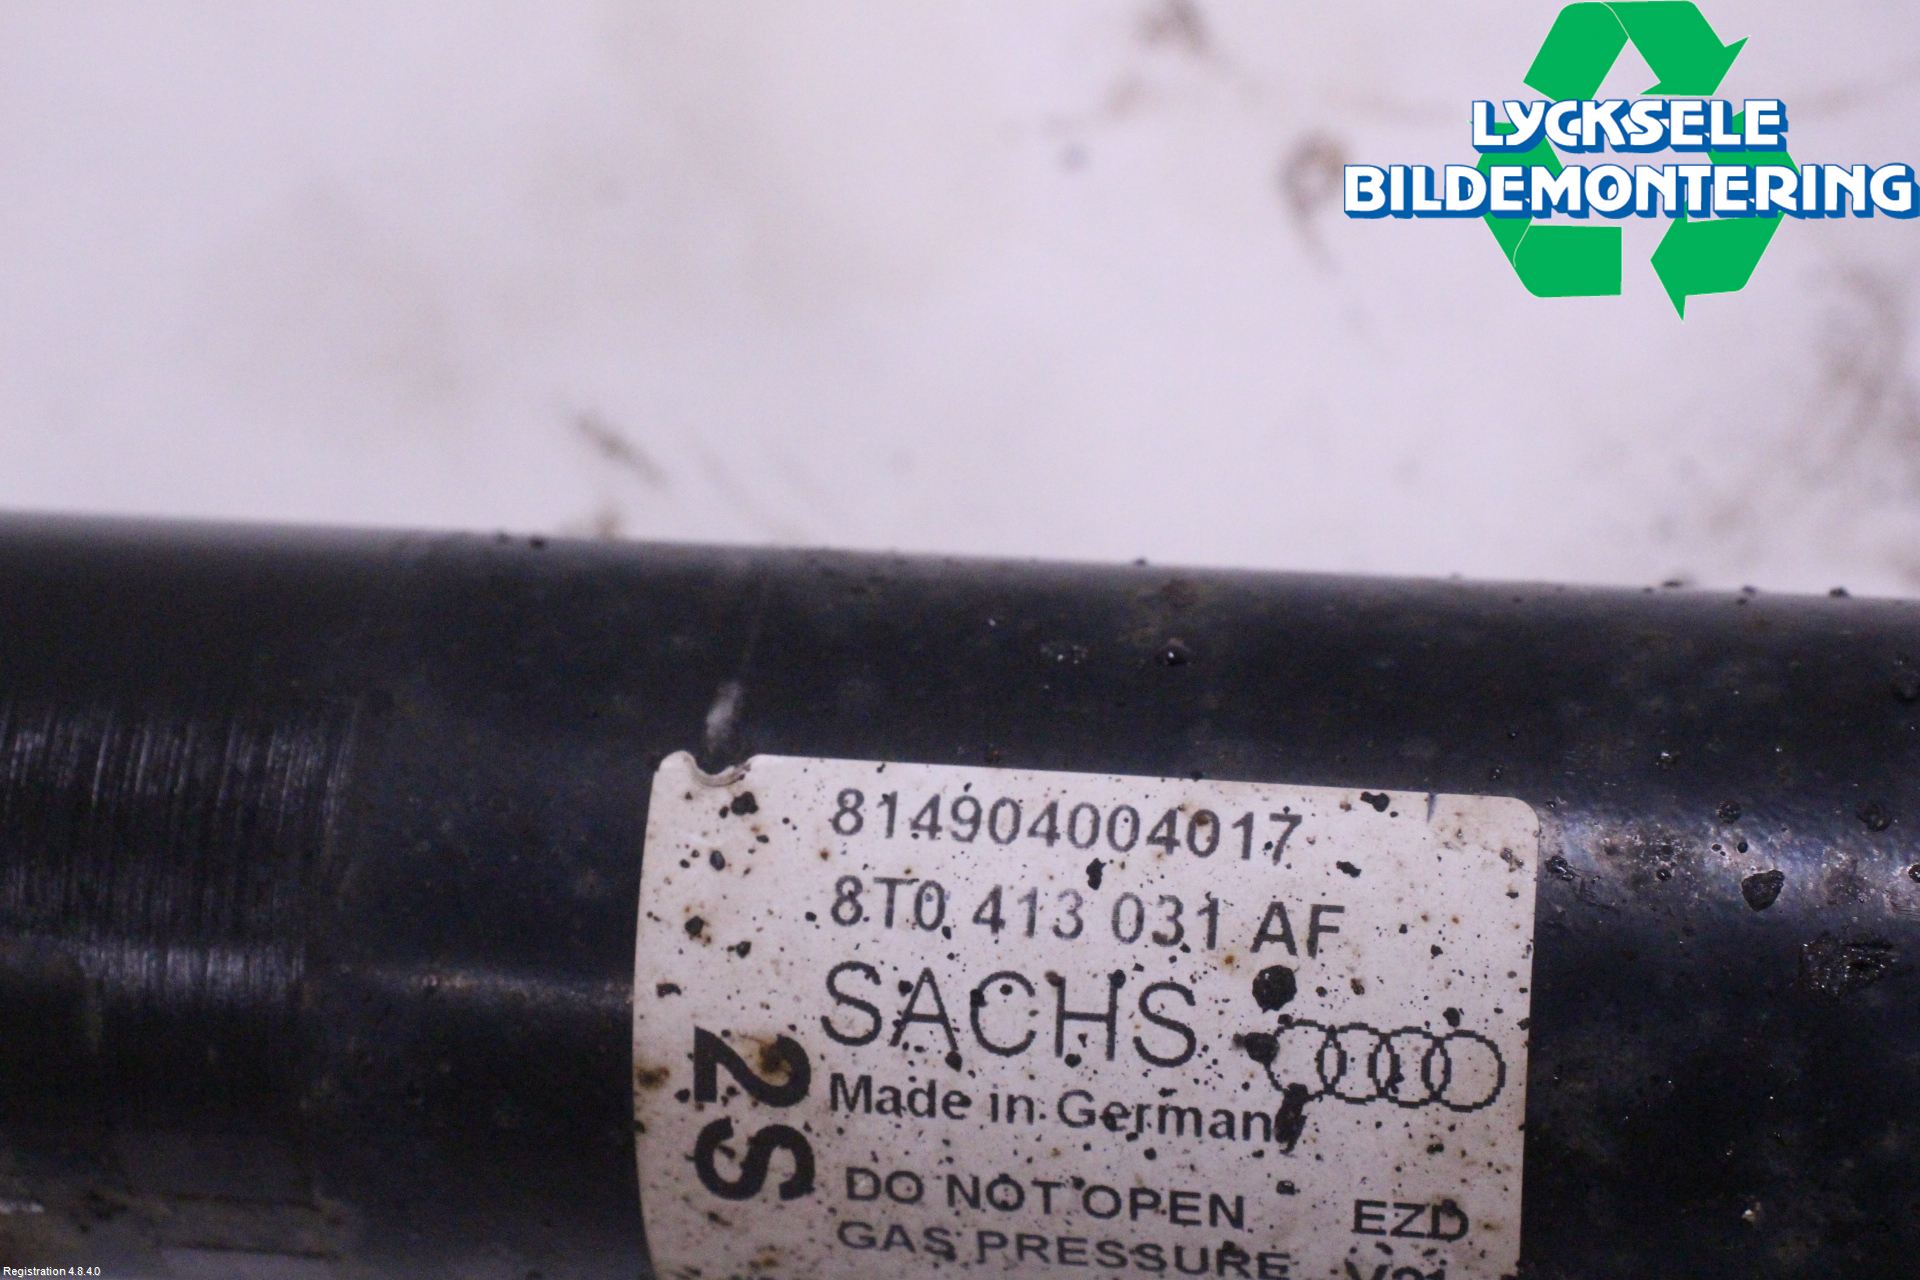 LYCKSELE
BILDEMONTERING
814904004017
8T0 413 031 AF
SACHS
2S
Made in Germany
DO NOT OPEN EZD
GAS PRESSURE
Registration 4.8.4.0